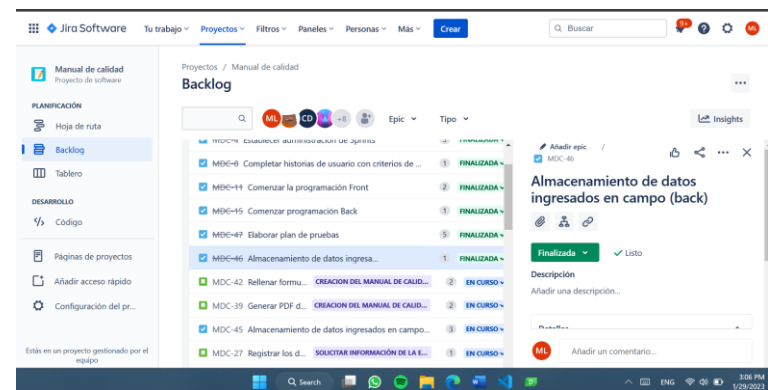 Jira Software Tu trabajo Proyectos Filtros Paneles Personas Más Crear Buscar 9+ ML
Manual de calidad
Proyecto de software
PLANIFICACIÓN
Hoja de ruta
Backlog
Tablero
DESARROLLO
Código
Páginas de proyectos
Añadir acceso rápido
Configuración del pr...
Estás en un proyecto gestionado por el
equipo
Proyectos / Manual de calidad
Backlog
ML CD +8 Epic Tipo Insights
MDC-4 Establecer administración de Sprints 3 FINALIZADA
MDC-8 Completar historias de usuario con criterios de ... 1 FINALIZADA
MDC-11 Comenzar la programación Front 2 FINALIZADA
MDC-15 Comenzar programación Back 1 FINALIZADA
MDC-47 Elaborar plan de pruebas 5 FINALIZADA
MDC-46 Almacenamiento de datos ingresa... 1 FINALIZADA
MDC-42 Rellenar formu... CREACION DEL MANUAL DE CALID... 2 EN CURSO
MDC-39 Generar PDF d... CREACION DEL MANUAL DE CALID... 2 EN CURSO
MDC-45 Almacenamiento de datos ingresados en campo... 3 EN CURSO
MDC-27 Registrar los d... SOLICITAR INFORMACIÓN DE LA E... 1 EN CURSO
Añadir epic /
MDC-46
Almacenamiento de datos
ingresados en campo (back)
Finalizada Listo
Descripción
Añadir una descripción...
Detalles
ML Añadir un comentario...
Search ENG 3:06 PM
1/29/2023